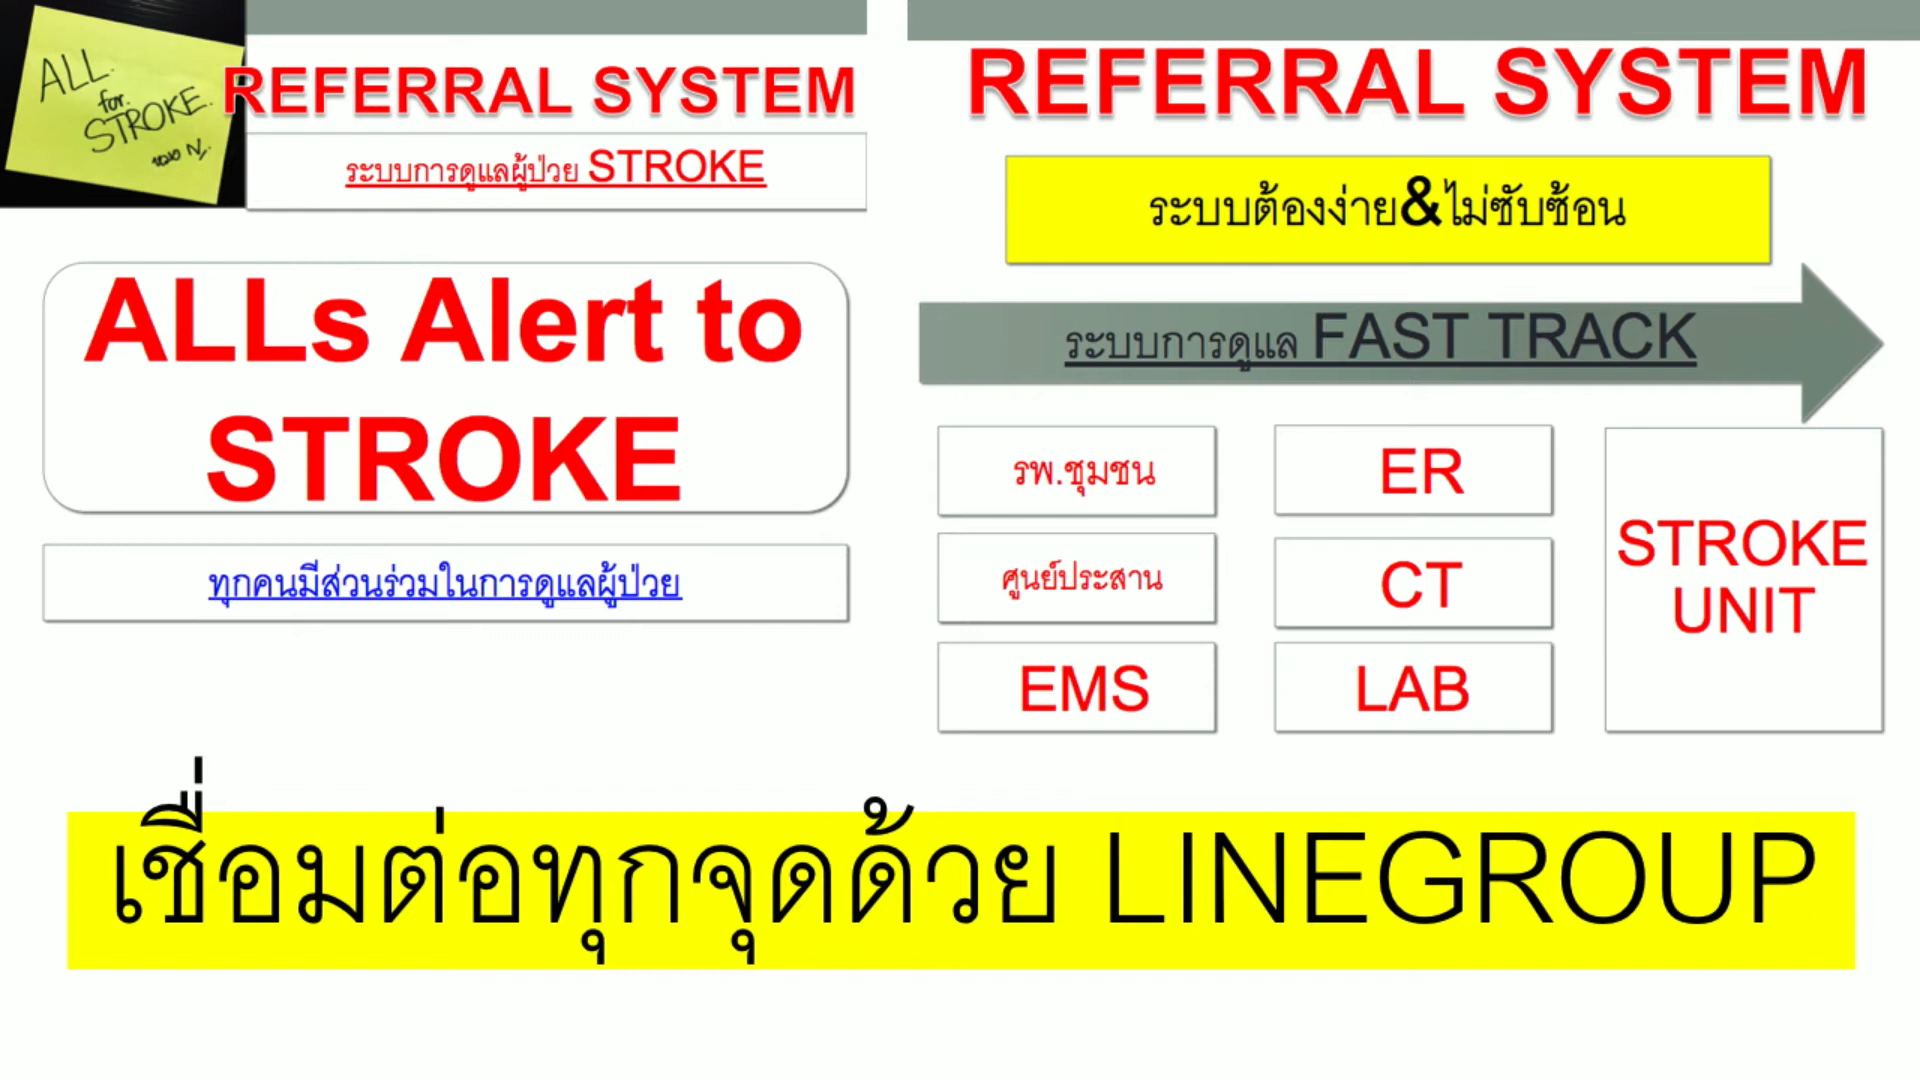 ALL
for
STROKE
REFERRAL SYSTEM
ระบบการดูแลผู้ป่วย STROKE
ALLs Alert to
STROKE
ทุกคนมีส่วนร่วมในการดูแลผู้ป่วย
REFERRAL SYSTEM
ระบบต้องง่าย&ไม่ซับซ้อน
ระบบการดูแล FAST TRACK
รพ.ชุมชน
ศูนย์ประสาน
EMS
ER
CT
LAB
STROKE
UNIT
เชื่อมต่อทุกจุดด้วย LINEGROUP